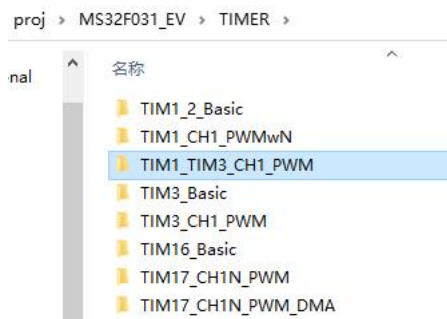 proj > MS32F031_EV > TIMER >
nal
名称
TIM1_2_Basic
TIM1_CH1_PWMwN
TIM1_TIM3_CH1_PWM
TIM3_Basic
TIM3_CH1_PWM
TIM16_Basic
TIM17_CH1N_PWM
TIM17_CH1N_PWM_DMA